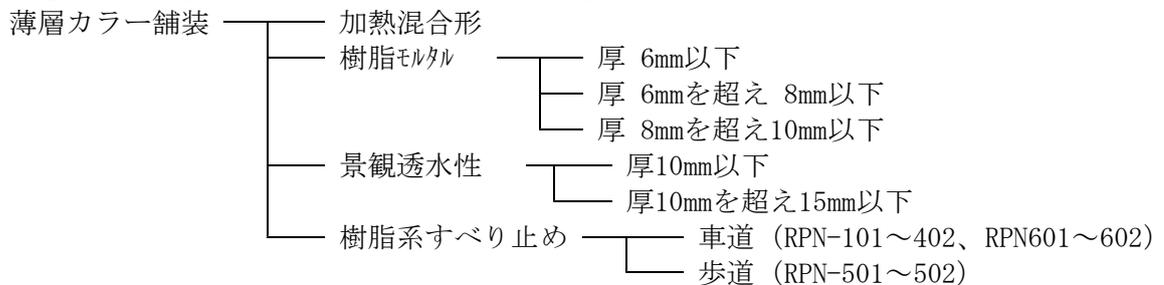 薄層カラー舗装 加熱混合形
樹脂ﾓﾙﾀﾙ 厚 6mm以下
厚 6mmを超え 8mm以下
厚 8mmを超え10mm以下
景観透水性 厚10mm以下
厚10mmを超え15mm以下
樹脂系すべり止め 車道（RPN-101～402、RPN601～602）
歩道（RPN-501～502）